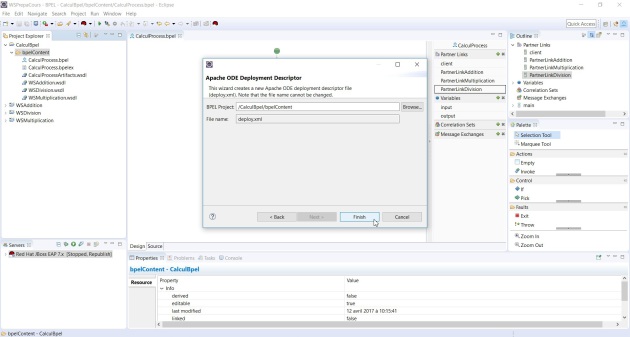 WSPrepaCours - BPEL - CalculBpel/bpelContent/CalculProcess.bpel - Eclipse
File Edit Navigate Search Project Run Window Help
Quick Access
Project Explorer
CalculBpel
bpelContent
CalculProcess.bpel
CalculProcess.bpelex
CalculProcessArtifacts.wsdl
WSAddition.wsdl
WSDivision.wsdl
WSMultiplication.wsdl
WSAddition
WSDivision
WSMultiplication
Servers
Red Hat JBoss EAP 7.x [Stopped, Republish]
CalculProcess.bpel
Apache ODE Deployment Descriptor
This wizard creates a new Apache ODE deployment descriptor file
(deploy.xml). Note that the file name cannot be changed.
BPEL Project: /CalculBpel/bpelContent Browse...
File name: deploy.xml
< Back Next > Finish Cancel
CalculProcess
Partner Links
client
PartnerLinkAddition
PartnerLinkMultiplication
PartnerLinkDivision
Variables
input
output
Correlation Sets
Message Exchanges
Design Source
Properties Problems Tasks Console
bpelContent - CalculBpel
Resource
Property Value
Info
derived false
editable true
last modified 12 avril 2017 à 10:15:41
linked false
Outline
Partner Links
client
PartnerLinkAddition
PartnerLinkMultiplication
PartnerLinkDivision
Variables
Correlation Sets
Message Exchanges
main
Palette
Selection Tool
Marquee Tool
Actions
Empty
Invoke
Control
If
Pick
Faults
Exit
Throw
Zoom In
Zoom Out
bpelContent - CalculBpel